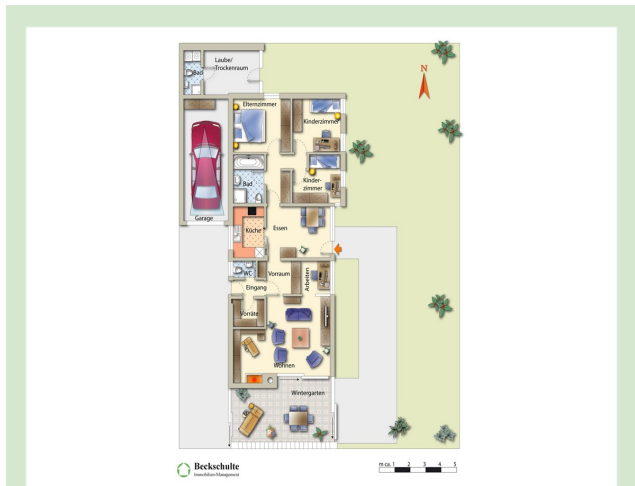 Laube/
Trockenraum
Bad
N
Elternzimmer
Kinderzimmer
Bad
Kinder-
zimmer
Garage
Küche
Essen
WC
Vorraum
Arbeiten
Eingang
Vorräte
Wohnen
Wintergarten
Beckschulte
Immobilien-Management
m ca. 1 2 3 4 5